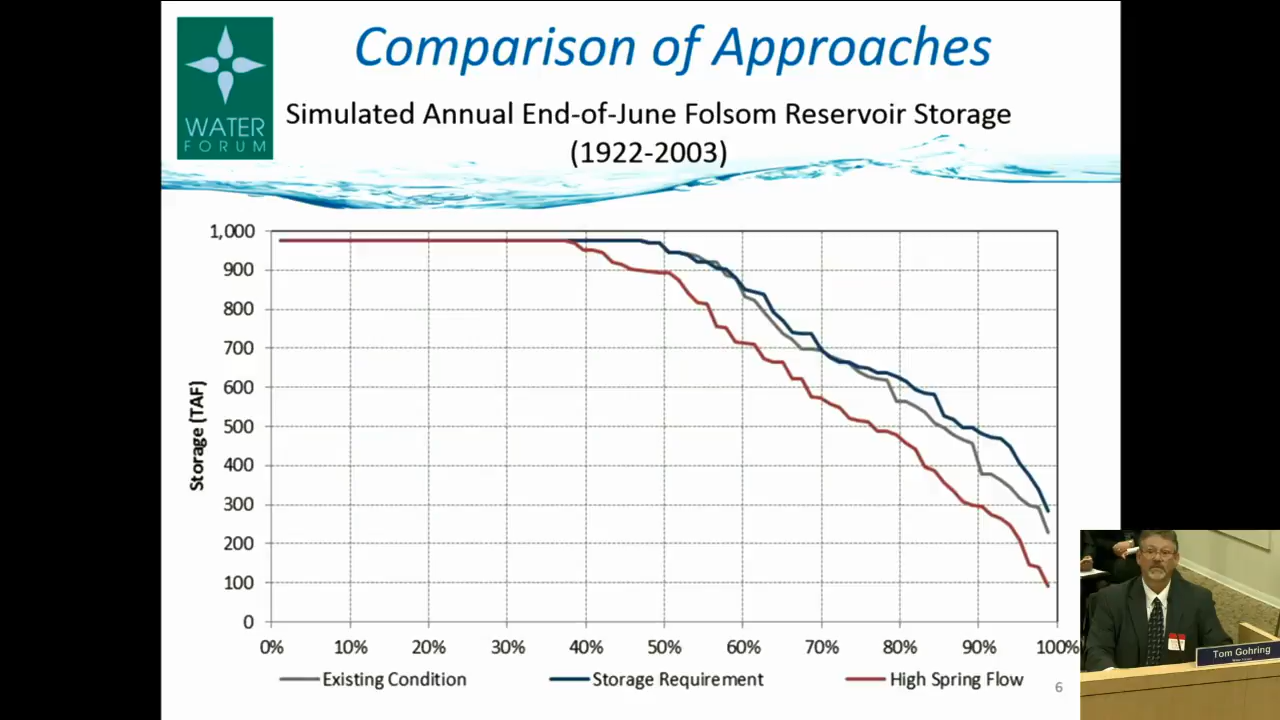 Comparison of Approaches
WATER
FORUM
Simulated Annual End-of-June Folsom Reservoir Storage
(1922-2003)
Storage (TAF)
1,000
900
800
700
600
500
400
300
200
100
0
0% 10% 20% 30% 40% 50% 60% 70% 80% 90% 100%
Existing Condition Storage Requirement High Spring Flow
6
Tom Gohring